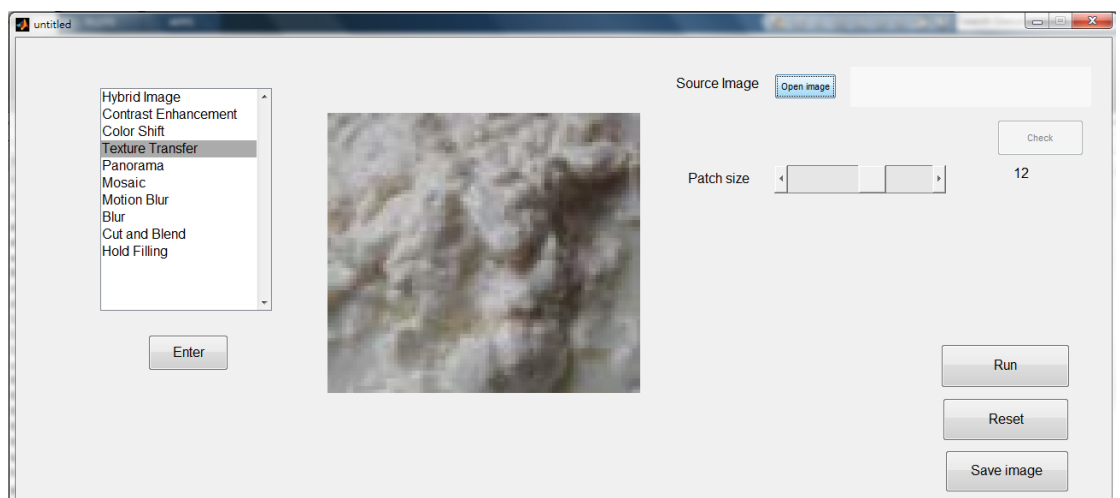 untitled
Hybrid Image
Contrast Enhancement
Color Shift
Texture Transfer
Panorama
Mosaic
Motion Blur
Blur
Cut and Blend
Hold Filling
Enter
Source Image
Open image
Check
Patch size
12
Run
Reset
Save image